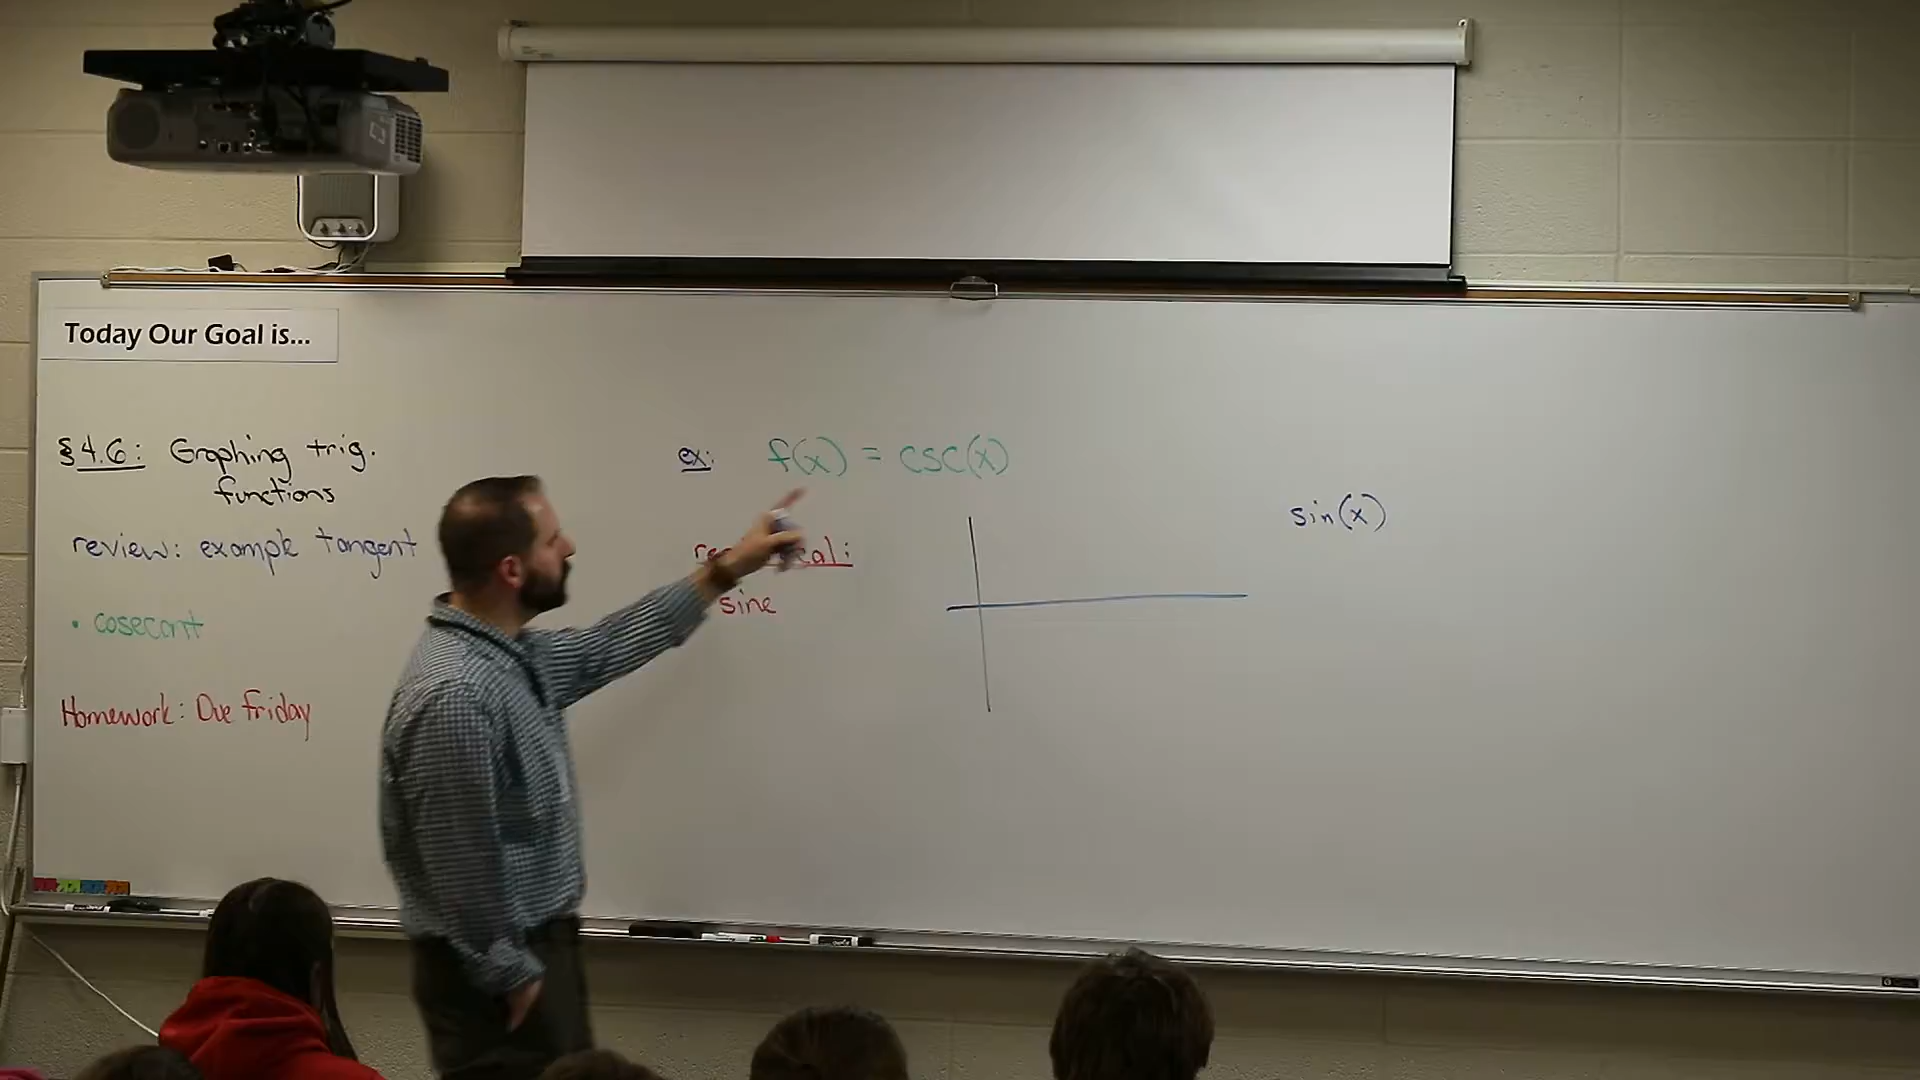 Today Our Goal is...
§4.6: Graphing trig.
functions
review: example tangent
• cosecant
Homework: Due Friday
ex: f(x) = csc(x)
sine
sin(x)